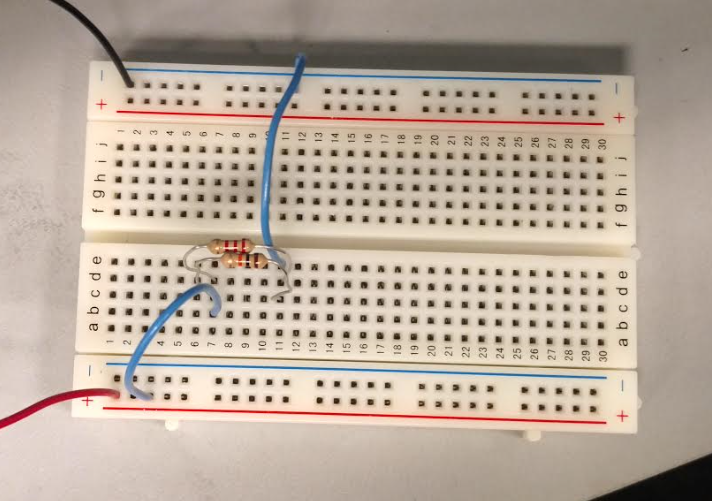 − −
+ +
1 2 3 4 5 6 7 8 9 10 11 12 13 14 15 16 17 18 19 20 21 22 23 24 25 26 27 28 29 30
j j
i i
h h
g g
f f
e e
d d
c c
b b
a a
1 2 3 4 5 6 7 8 9 10 11 12 13 14 15 16 17 18 19 20 21 22 23 24 25 26 27 28 29 30
− −
+ +